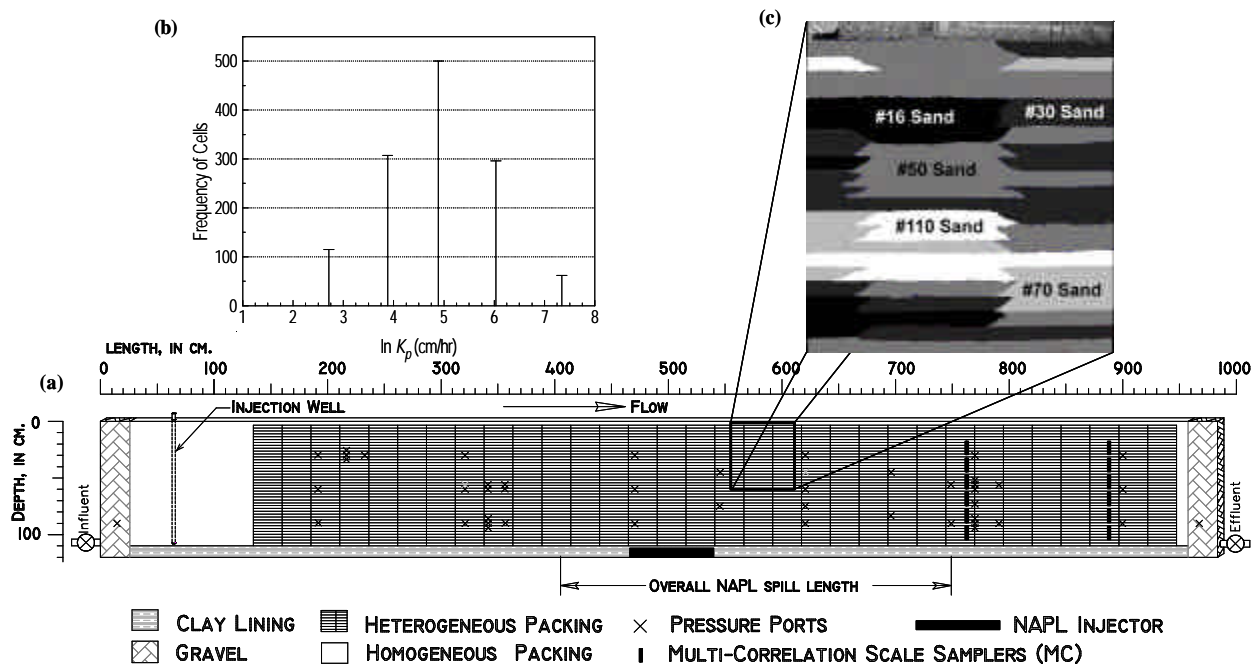 (b)
(c)
500
400
300
200
100
0
Frequency of Cells
1 2 3 4 5 6 7 8
ln Kp (cm/hr)
#16 Sand
#30 Sand
#50 Sand
#110 Sand
#70 Sand
LENGTH, IN CM.
(a)
0 100 200 300 400 500 600 700 800 900 1000
INJECTION WELL
FLOW
0
100
DEPTH, IN CM.
Influent
Effluent
OVERALL NAPL SPILL LENGTH
CLAY LINING
HETEROGENEOUS PACKING
PRESSURE PORTS
NAPL INJECTOR
GRAVEL
HOMOGENEOUS PACKING
MULTI-CORRELATION SCALE SAMPLERS (MC)